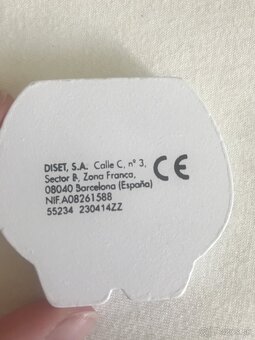 DISET, S.A. Calle C, nº 3,
Sector B, Zona Franca,
08040 Barcelona (España)
NIF.A08261588
55234 230414ZZ
CE